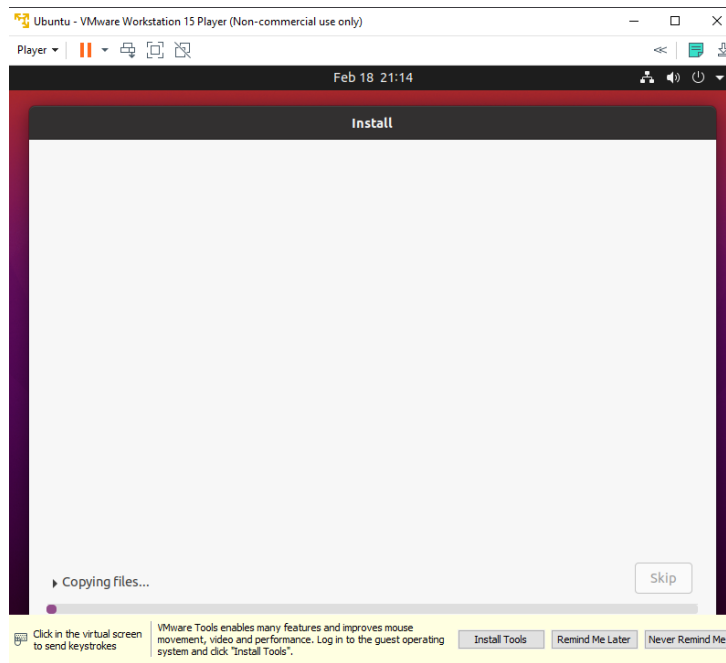 Ubuntu - VMware Workstation 15 Player (Non-commercial use only)
Player
Feb 18 21:14
Install
Copying files...
Skip
Click in the virtual screen
to send keystrokes
VMware Tools enables many features and improves mouse
movement, video and performance. Log in to the guest operating
system and click "Install Tools".
Install Tools
Remind Me Later
Never Remind Me